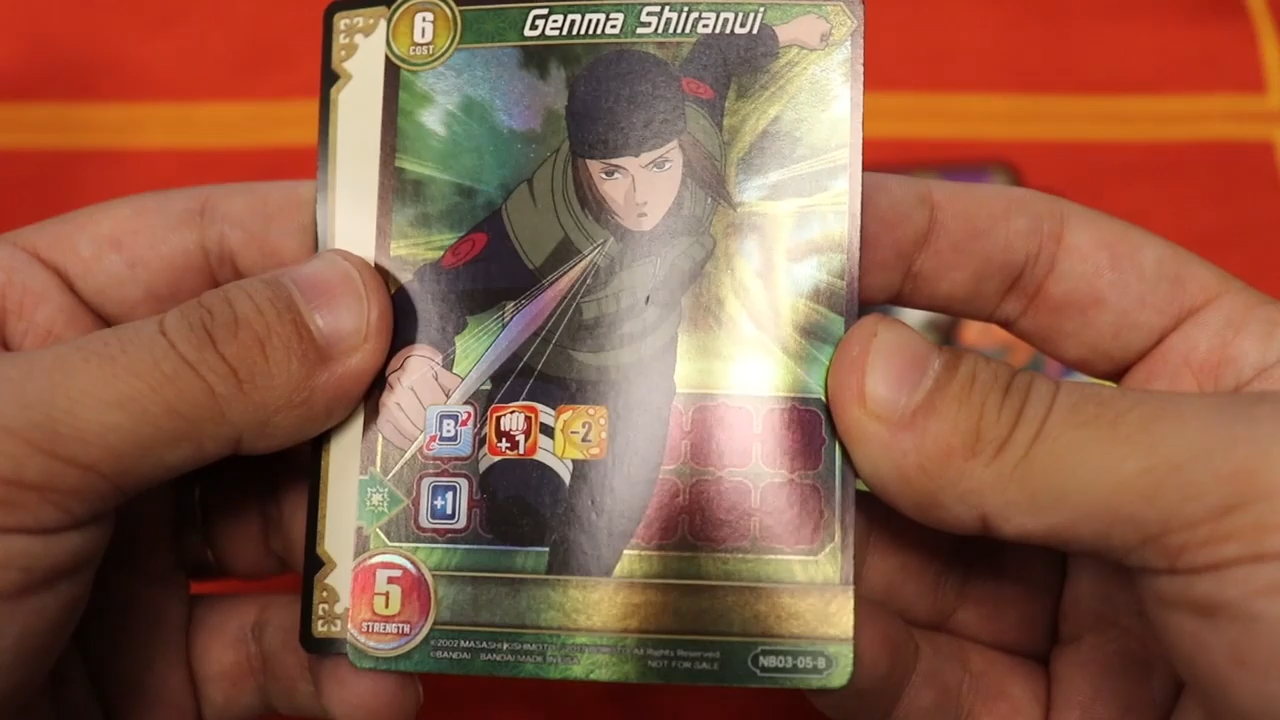 6
COST
Genma Shiranui
B
+1
-2
+1
5
STRENGTH
©2002 MASASHI KISHIMOTO All Rights Reserved.
©BANDAI BANDAI MADE IN USA NOT FOR SALE
NB03-05-B